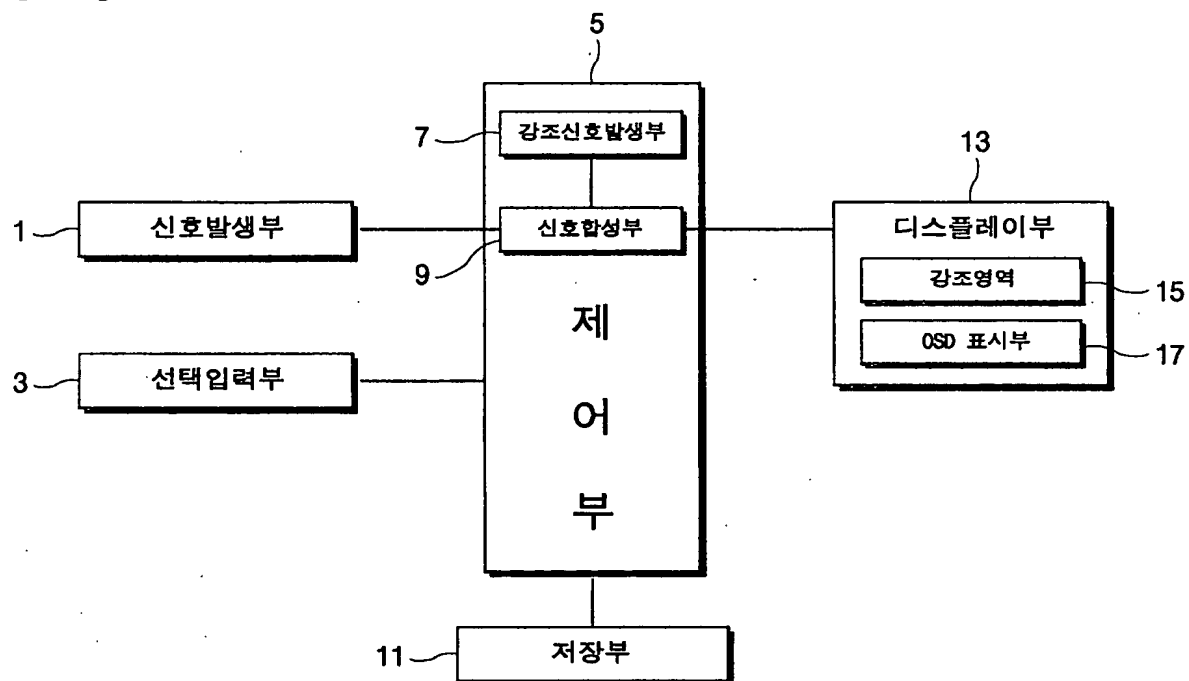 5
7
강조신호발생부
13
1
신호발생부
신호합성부
디스플레이부
9
강조영역
15
제
어
부
OSD 표시부
17
3
선택입력부
11
저장부